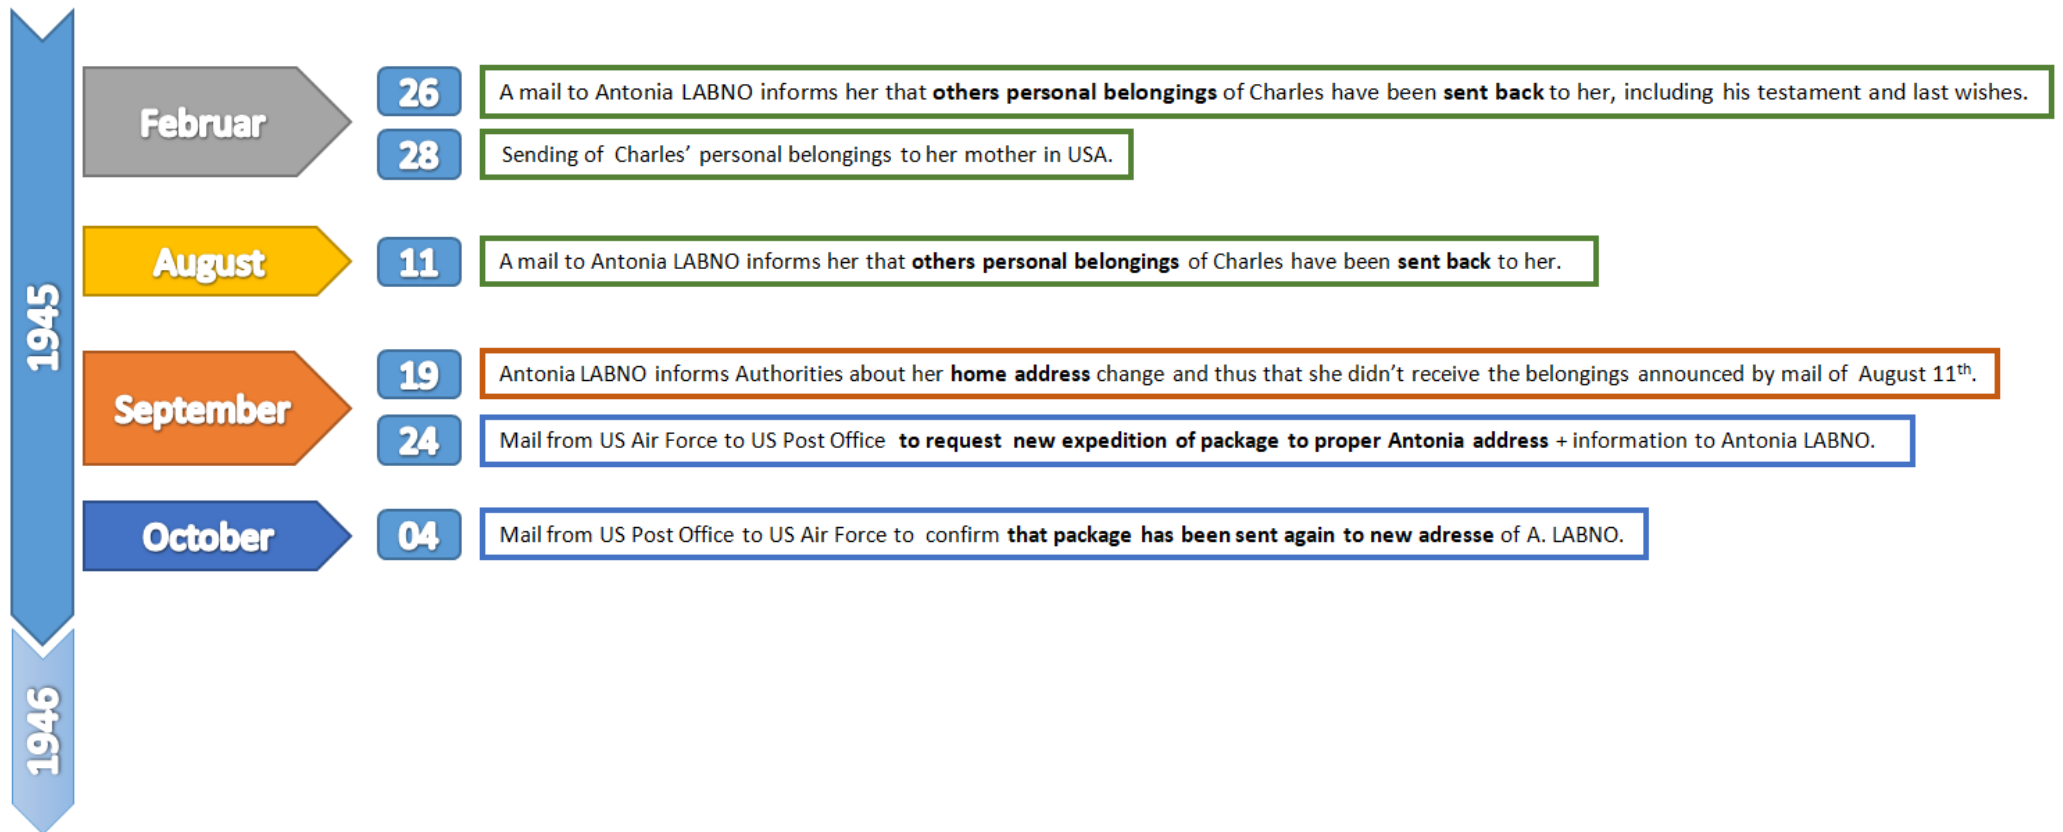 1945
Februar
26
A mail to Antonia LABNO informs her that others personal belongings of Charles have been sent back to her, including his testament and last wishes.
28
Sending of Charles’ personal belongings to her mother in USA.
August
11
A mail to Antonia LABNO informs her that others personal belongings of Charles have been sent back to her.
September
19
Antonia LABNO informs Authorities about her home address change and thus that she didn’t receive the belongings announced by mail of August 11th.
24
Mail from US Air Force to US Post Office to request new expedition of package to proper Antonia address + information to Antonia LABNO.
October
04
Mail from US Post Office to US Air Force to confirm that package has been sent again to new adresse of A. LABNO.
1946